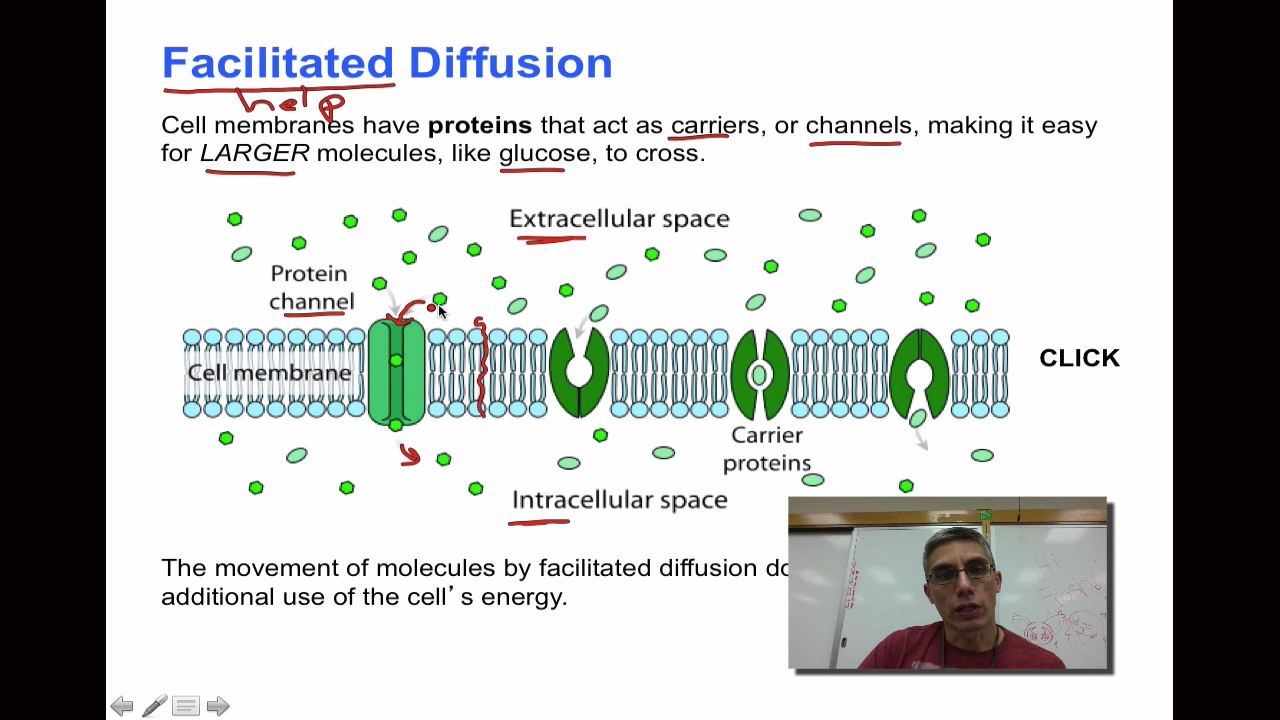 Facilitated Diffusion
help
Cell membranes have proteins that act as carriers, or channels, making it easy
for LARGER molecules, like glucose, to cross.
Extracellular space
Protein
channel
Cell membrane
CLICK
Carrier
proteins
Intracellular space
The movement of molecules by facilitated diffusion do
additional use of the cell's energy.